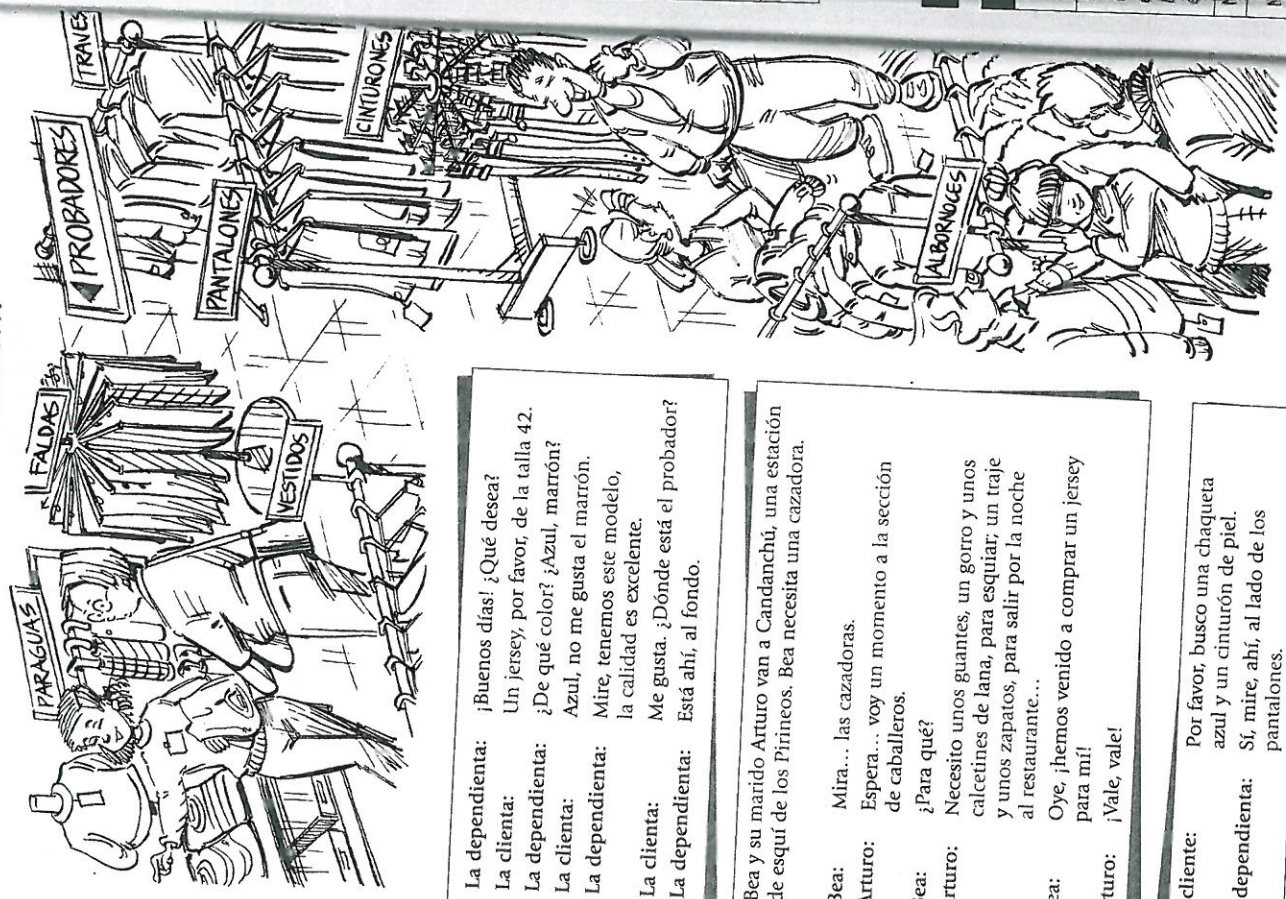 PARAGUAS
FALDAS
VESTIDOS
◀ PROBADORES
PANTALONES
TRAJES
CINTURONES
ALBORNOCES
La dependienta: ¡Buenos días! ¿Qué desea?
La clienta: Un jersey, por favor, de la talla 42.
La dependienta: ¿De qué color? ¿Azul, marrón?
La clienta: Azul, no me gusta el marrón.
La dependienta: Mire, tenemos este modelo,
la calidad es excelente.
La clienta: Me gusta. ¿Dónde está el probador?
La dependienta: Está ahí, al fondo.
Bea y su marido Arturo van a Candanchú, una estación
de esquí de los Pirineos. Bea necesita una cazadora.
Bea: Mira… las cazadoras.
Arturo: Espera… voy un momento a la sección
de caballeros.
Bea: ¿Para qué?
rturo: Necesito unos guantes, un gorro y unos
calcetines de lana, para esquiar; un traje
y unos zapatos, para salir por la noche
al restaurante…
ea: Oye, ¡hemos venido a comprar un jersey
para mí!
turo: ¡Vale, vale!
cliente: Por favor, busco una chaqueta
azul y un cinturón de piel.
dependienta: Sí, mire, ahí, al lado de los
pantalones.